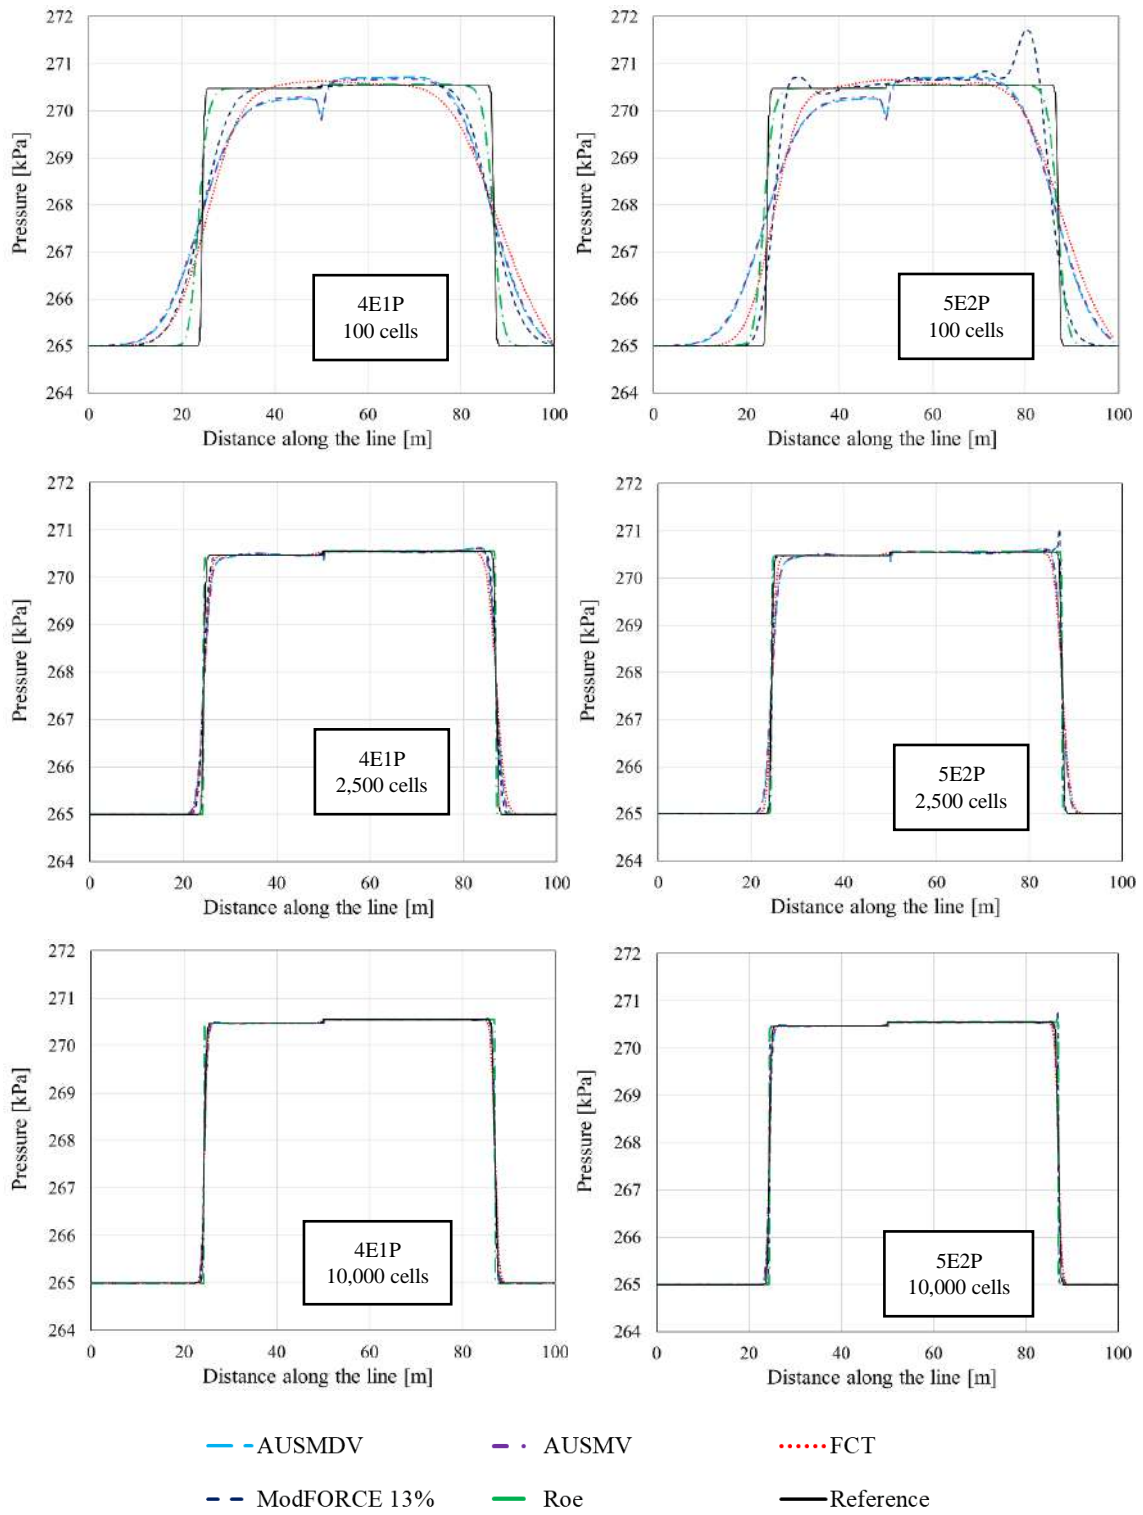 272
271
270
269
268
267
266
265
264
Pressure [kPa]
4E1P
100 cells
0 20 40 60 80 100
Distance along the line [m]
272
271
270
269
268
267
266
265
264
Pressure [kPa]
5E2P
100 cells
0 20 40 60 80 100
Distance along the line [m]
272
271
270
269
268
267
266
265
264
Pressure [kPa]
4E1P
2,500 cells
0 20 40 60 80 100
Distance along the line [m]
272
271
270
269
268
267
266
265
264
Pressure [kPa]
5E2P
2,500 cells
0 20 40 60 80 100
Distance along the line [m]
272
271
270
269
268
267
266
265
264
Pressure [kPa]
4E1P
10,000 cells
0 20 40 60 80 100
Distance along the line [m]
272
271
270
269
268
267
266
265
264
Pressure [kPa]
5E2P
10,000 cells
0 20 40 60 80 100
Distance along the line [m]
AUSMDV AUSMV FCT
ModFORCE 13% Roe Reference